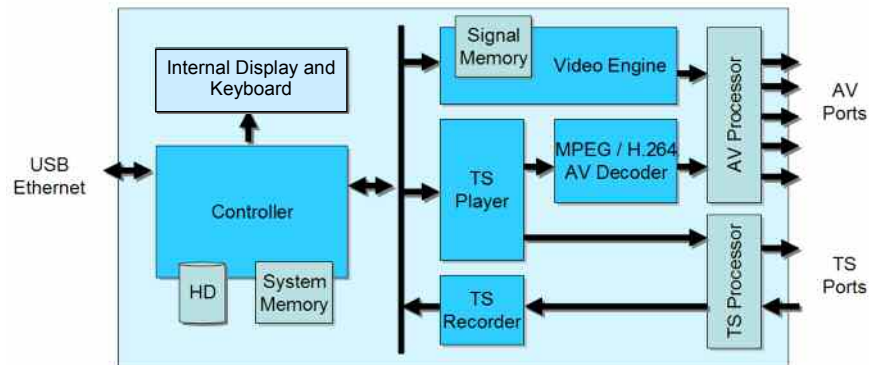 Internal Display and
Keyboard
USB
Ethernet
Controller
HD
System
Memory
Signal
Memory
Video Engine
TS
Player
MPEG / H.264
AV Decoder
TS
Recorder
AV Processor
TS Processor
AV
Ports
TS
Ports